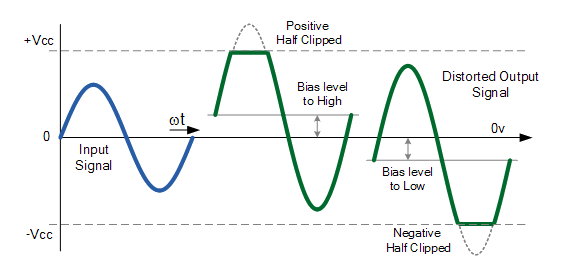 Positive
Half Clipped
+Vcc
Bias level
to High
Distorted Output
Signal
ωt
0v
0
Input
Signal
Bias level
to Low
-Vcc
Negative
Half Clipped